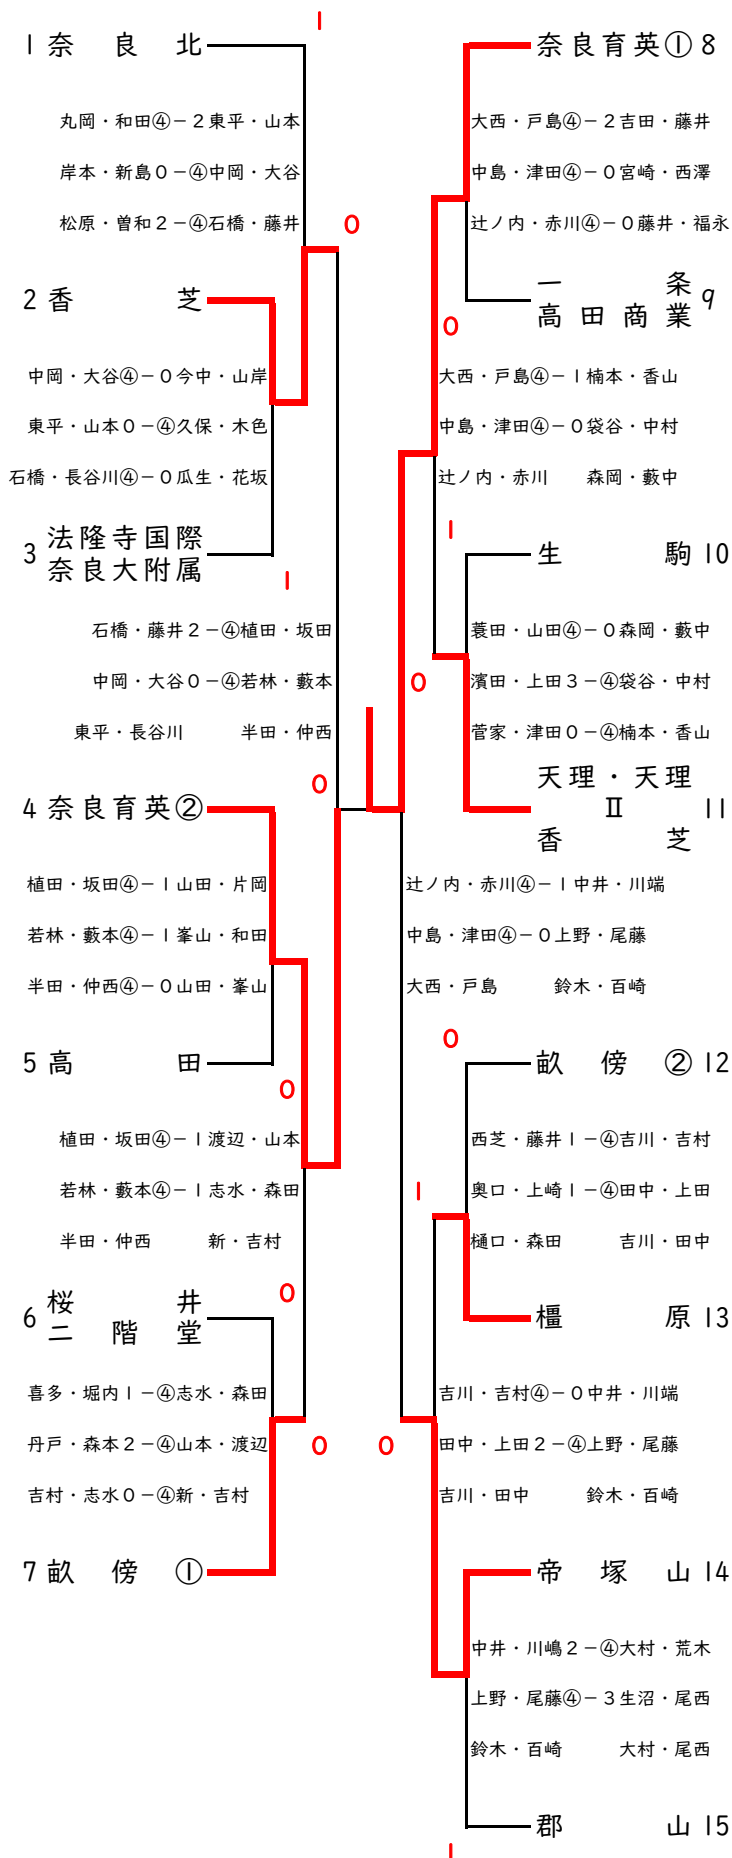 1
1 奈良北
丸岡・和田④－2東平・山本
岸本・新島0－④中岡・大谷
松原・曽和2－④石橋・藤井
0
2 香芝
中岡・大谷④－0今中・山岸
東平・山本0－④久保・木色
石橋・長谷川④－0瓜生・花坂
3 法隆寺国際
奈良大附属
1
石橋・藤井2－④植田・坂田
中岡・大谷0－④若林・藪本
東平・長谷川　半田・仲西
0
4 奈良育英②
植田・坂田④－1山田・片岡
若林・藪本④－1峯山・和田
半田・仲西④－0山田・峯山
5 高田
0
植田・坂田④－1渡辺・山本
若林・藪本④－1志水・森田
半田・仲西　新・吉村
0
6 桜井
二階堂
喜多・堀内1－④志水・森田
丹戸・森本2－④山本・渡辺
吉村・志水0－④新・吉村
0
7 畝傍①
奈良育英① 8
大西・戸島④－2吉田・藤井
中島・津田④－0宮崎・西澤
辻ノ内・赤川④－0藤井・福永
一条
高田商業 9
0
大西・戸島④－1楠本・香山
中島・津田④－0袋谷・中村
辻ノ内・赤川　森岡・藪中
1
生駒 10
蓑田・山田④－0森岡・藪中
濱田・上田3－④袋谷・中村
菅家・津田0－④楠本・香山
0
天理・天理
Ⅱ 11
香芝
辻ノ内・赤川④－1中井・川端
中島・津田④－0上野・尾藤
大西・戸島　鈴木・百崎
0
畝傍② 12
西芝・藤井1－④吉川・吉村
奥口・上崎1－④田中・上田
樋口・森田　吉川・田中
1
橿原 13
吉川・吉村④－0中井・川端
田中・上田2－④上野・尾藤
吉川・田中　鈴木・百崎
0
帝塚山 14
中井・川嶋2－④大村・荒木
上野・尾藤④－3生沼・尾西
鈴木・百崎　大村・尾西
郡山 15
1